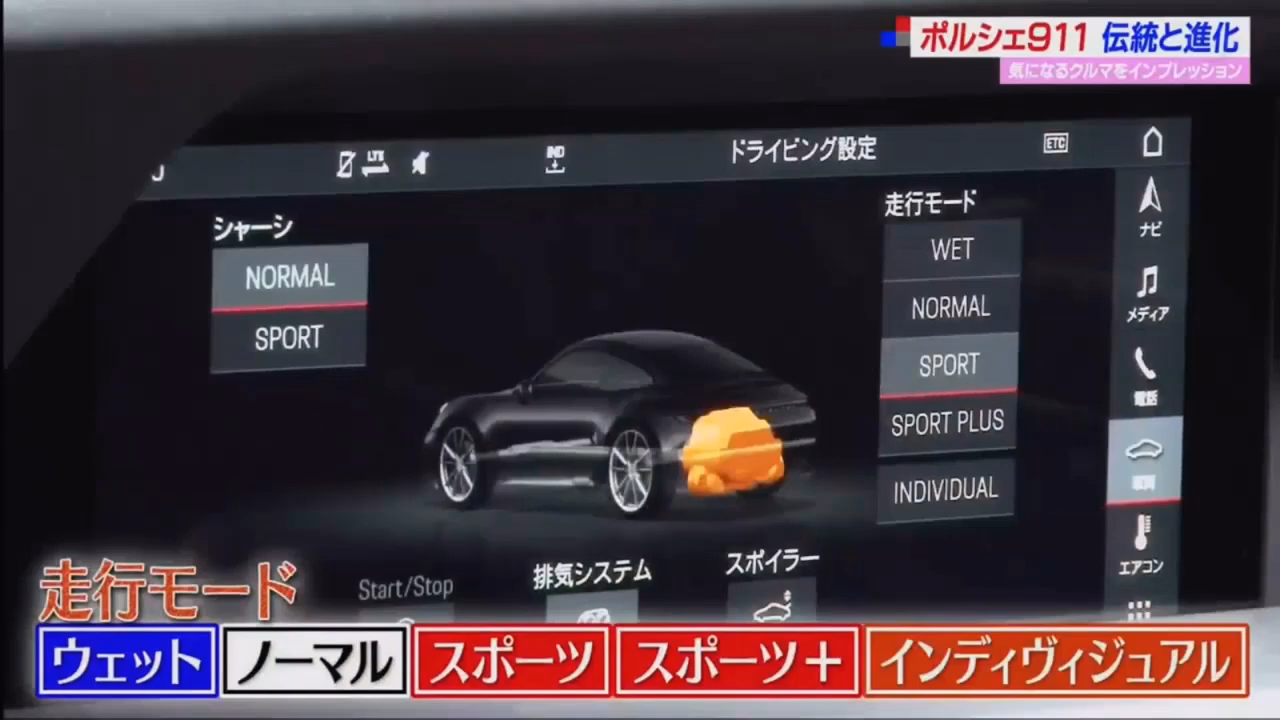 ポルシェ911 伝統と進化
気になるクルマをインプレッション
LTE
IND
ドライビング設定
ETC
シャーシ
NORMAL
SPORT
走行モード
WET
NORMAL
SPORT
SPORT PLUS
INDIVIDUAL
ナビ
メディア
電話
車両
エアコン
Start/Stop
排気システム
スポイラー
走行モード
ウェット
ノーマル
スポーツ
スポーツ+
インディヴィジュアル